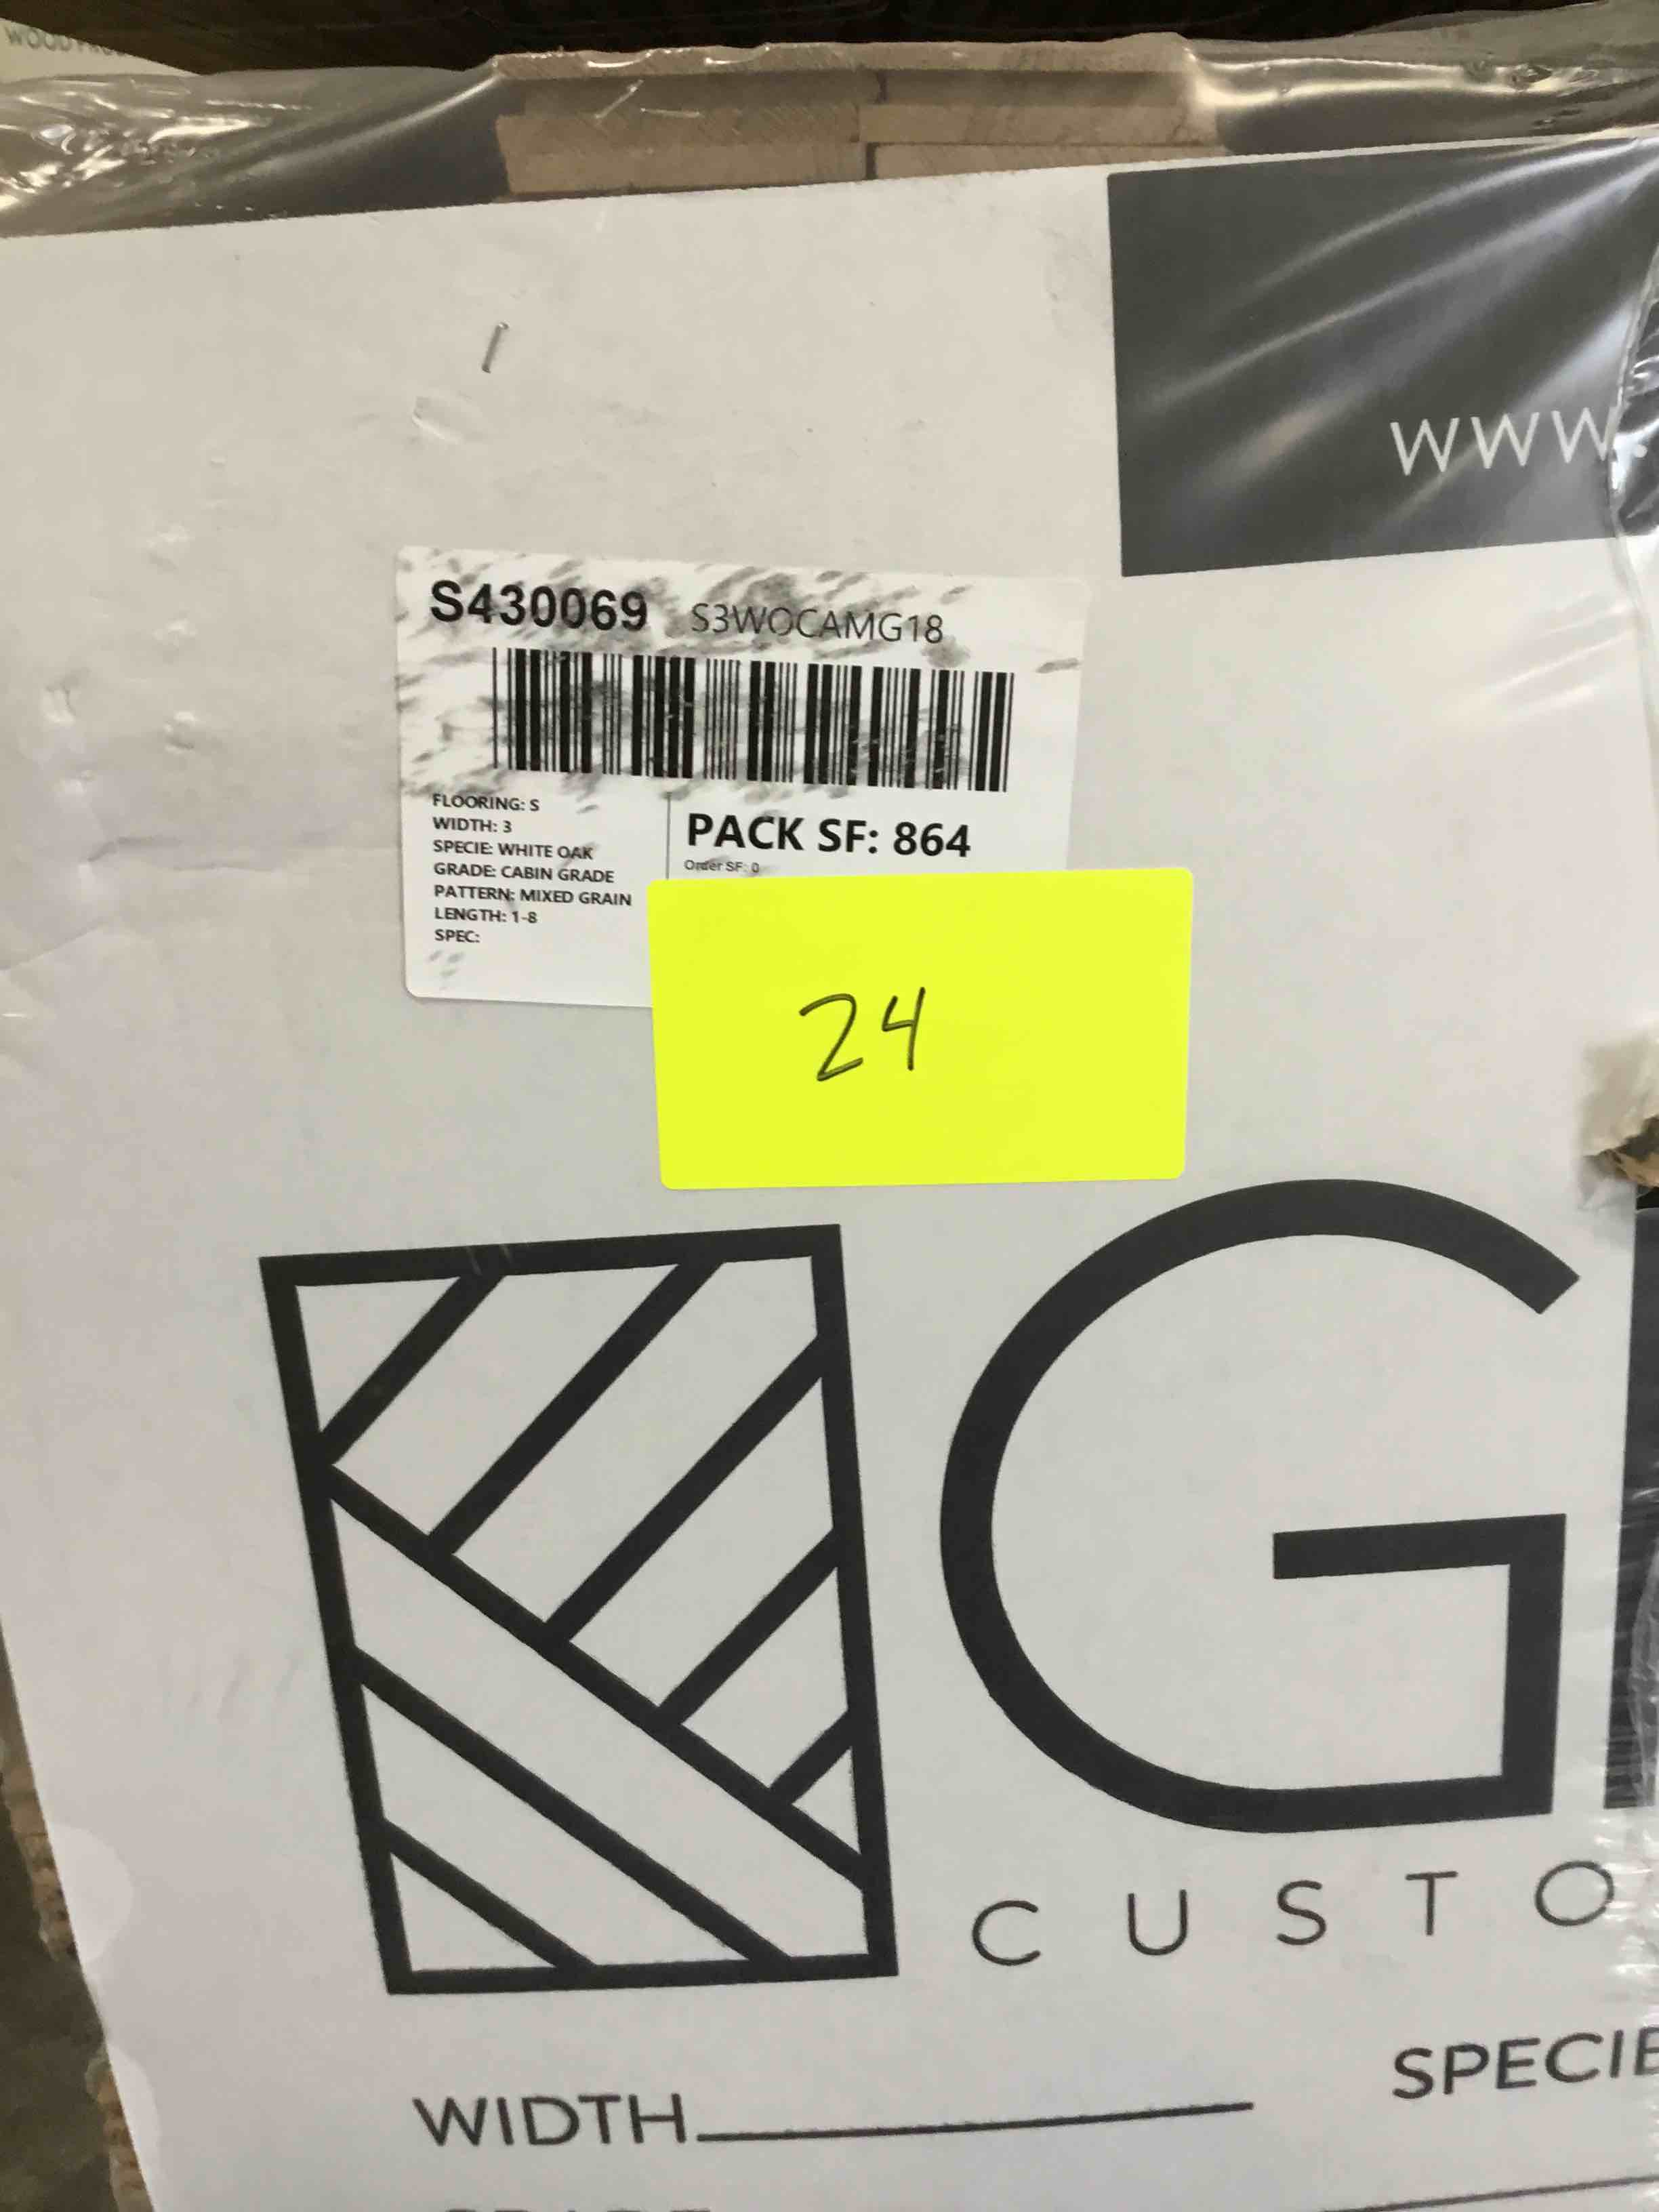 WWW.
S430069 S3WOCAMG18
FLOORING: S
WIDTH: 3
SPECIE: WHITE OAK
GRADE: CABIN GRADE
PATTERN: MIXED GRAIN
LENGTH: 1-8
SPEC:
PACK SF: 864
Order SF: 0
24
G
CUSTO
SPECIE
WIDTH